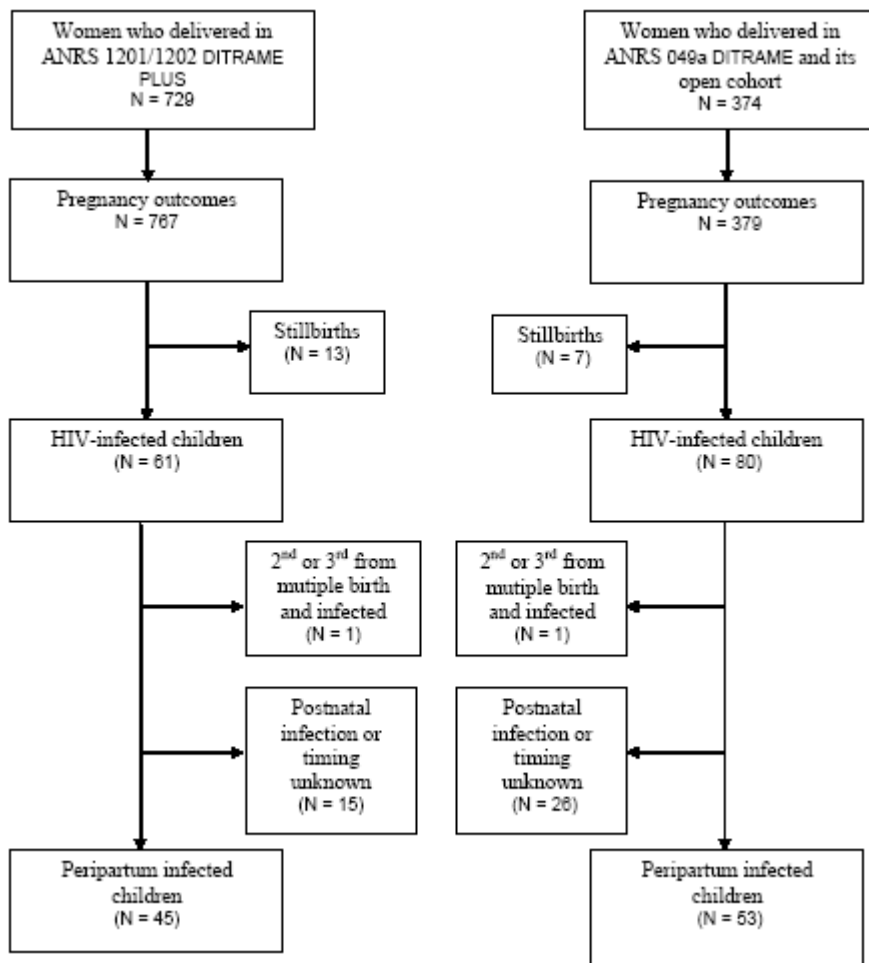 Women who delivered in
ANRS 1201/1202 DITRAME
PLUS
N = 729
Women who delivered in
ANRS 049a DITRAME and its
open cohort
N = 374
Pregnancy outcomes
N = 767
Pregnancy outcomes
N = 379
Stillbirths
(N = 13)
Stillbirths
(N = 7)
HIV-infected children
(N = 61)
HIV-infected children
(N = 80)
2nd or 3rd from
mutiple birth
and infected
(N = 1)
2nd or 3rd from
mutiple birth
and infected
(N = 1)
Postnatal
infection or
timing
unknown
(N = 15)
Postnatal
infection or
timing
unknown
(N = 26)
Peripartum infected
children
(N = 45)
Peripartum infected
children
(N = 53)